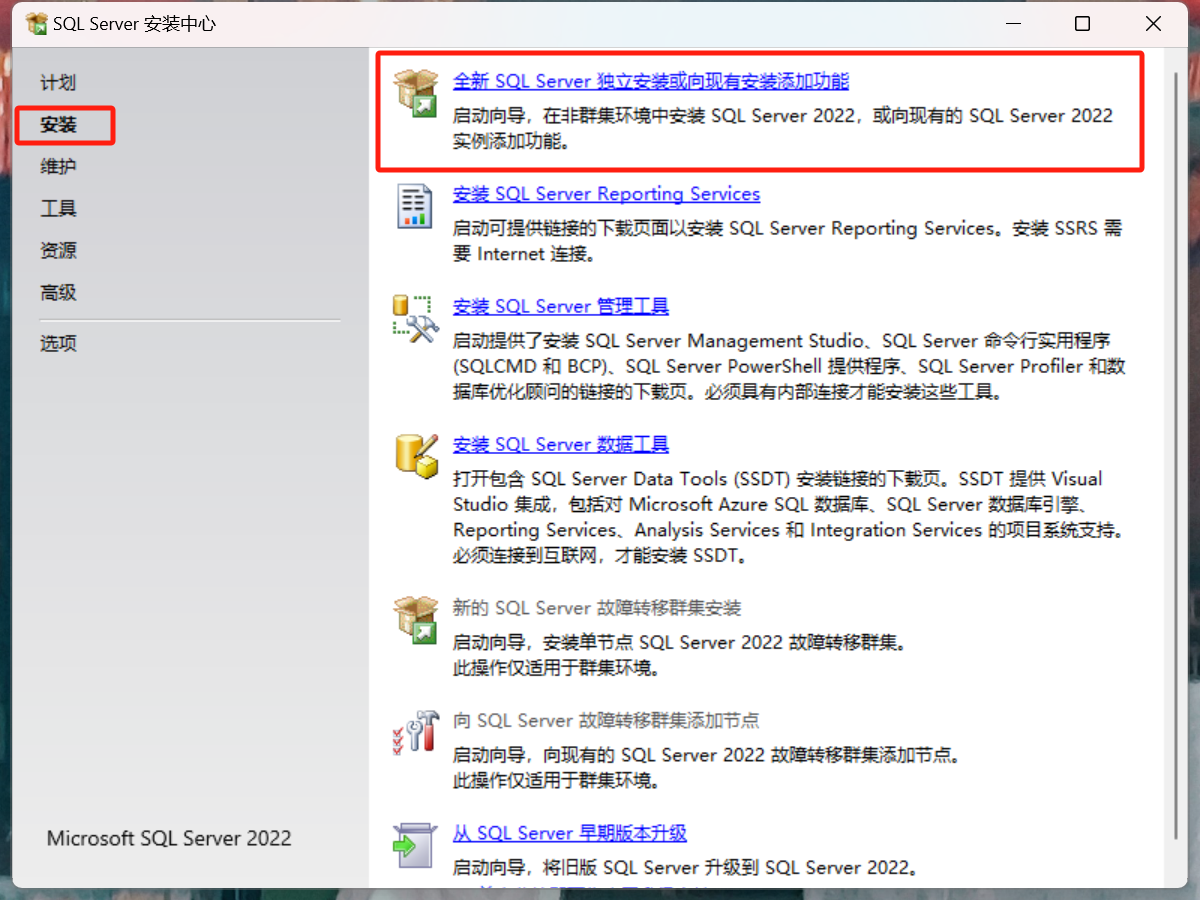 SQL Server 安装中心
计划
安装
维护
工具
资源
高级
选项
Microsoft SQL Server 2022
全新 SQL Server 独立安装或向现有安装添加功能
启动向导，在非群集环境中安装 SQL Server 2022，或向现有的 SQL Server 2022
实例添加功能。
安装 SQL Server Reporting Services
启动可提供链接的下载页面以安装 SQL Server Reporting Services。安装 SSRS 需
要 Internet 连接。
安装 SQL Server 管理工具
启动提供了安装 SQL Server Management Studio、SQL Server 命令行实用程序
(SQLCMD 和 BCP)、SQL Server PowerShell 提供程序、SQL Server Profiler 和数
据库优化顾问的链接的下载页。必须具有内部连接才能安装这些工具。
安装 SQL Server 数据工具
打开包含 SQL Server Data Tools (SSDT) 安装链接的下载页。SSDT 提供 Visual
Studio 集成，包括对 Microsoft Azure SQL 数据库、SQL Server 数据库引擎、
Reporting Services、Analysis Services 和 Integration Services 的项目系统支持。
必须连接到互联网，才能安装 SSDT。
新的 SQL Server 故障转移群集安装
启动向导，安装单节点 SQL Server 2022 故障转移群集。
此操作仅适用于群集环境。
向 SQL Server 故障转移群集添加节点
启动向导，向现有的 SQL Server 2022 故障转移群集添加节点。
此操作仅适用于群集环境。
从 SQL Server 早期版本升级
启动向导，将旧版 SQL Server 升级到 SQL Server 2022。